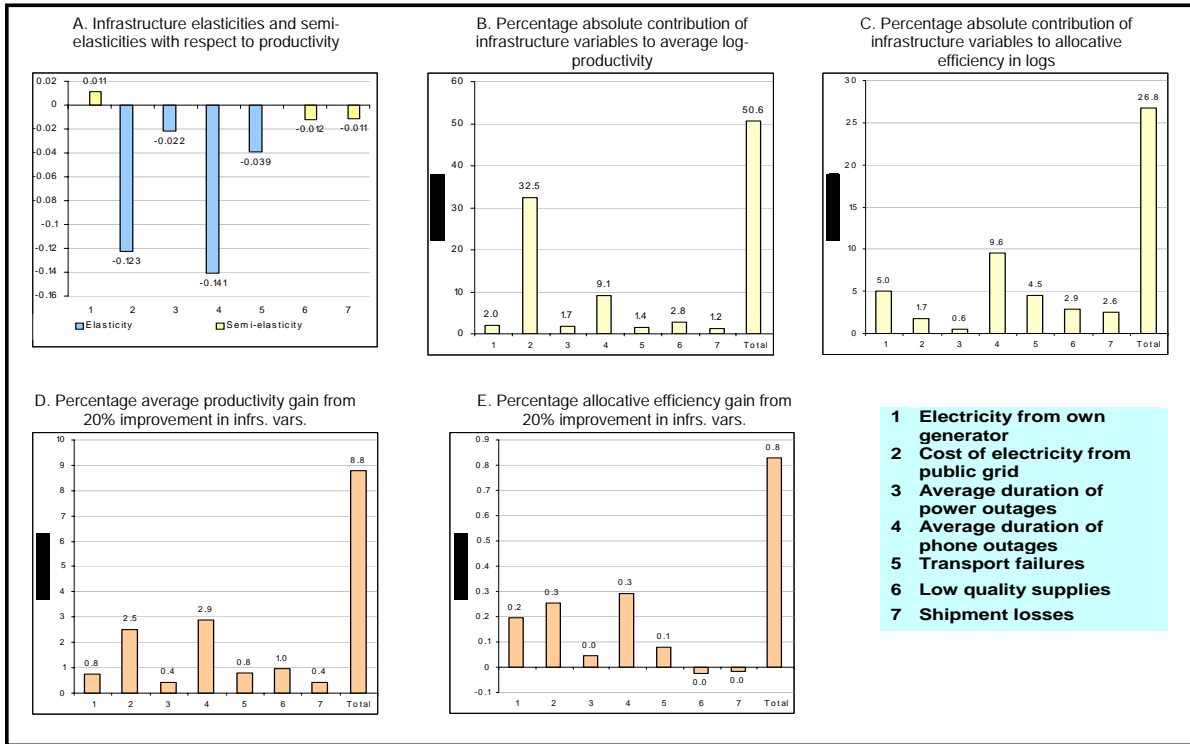 A. Infrastructure elasticities and semi-
elasticities with respect to productivity
0.02
0
-0.02
-0.04
-0.06
-0.08
-0.1
-0.12
-0.14
-0.16
0.011
-0.123
-0.022
-0.141
-0.039
-0.012
-0.011
1 2 3 4 5 6 7
Elasticity Semi-elasticity
B. Percentage absolute contribution of
infrastructure variables to average log-
productivity
60
50
40
30
20
10
0
2.0
32.5
1.7
9.1
1.4
2.8
1.2
50.6
1 2 3 4 5 6 7 Total
C. Percentage absolute contribution of
infrastructure variables to allocative
efficiency in logs
30
25
20
15
10
5
0
5.0
1.7
0.6
9.6
4.5
2.9
2.6
26.8
1 2 3 4 5 6 7 Total
D. Percentage average productivity gain from
20% improvement in infrs. vars.
10
9
8
7
6
5
4
3
2
1
0
0.8
2.5
0.4
2.9
0.8
1.0
0.4
8.8
1 2 3 4 5 6 7 Total
E. Percentage allocative efficiency gain from
20% improvement in infrs. vars.
0.9
0.8
0.7
0.6
0.5
0.4
0.3
0.2
0.1
0
-0.1
0.2
0.3
0.0
0.3
0.1
0.0
0.0
0.8
1 2 3 4 5 6 7 Total
1 Electricity from own
generator
2 Cost of electricity from
public grid
3 Average duration of
power outages
4 Average duration of
phone outages
5 Transport failures
6 Low quality supplies
7 Shipment losses